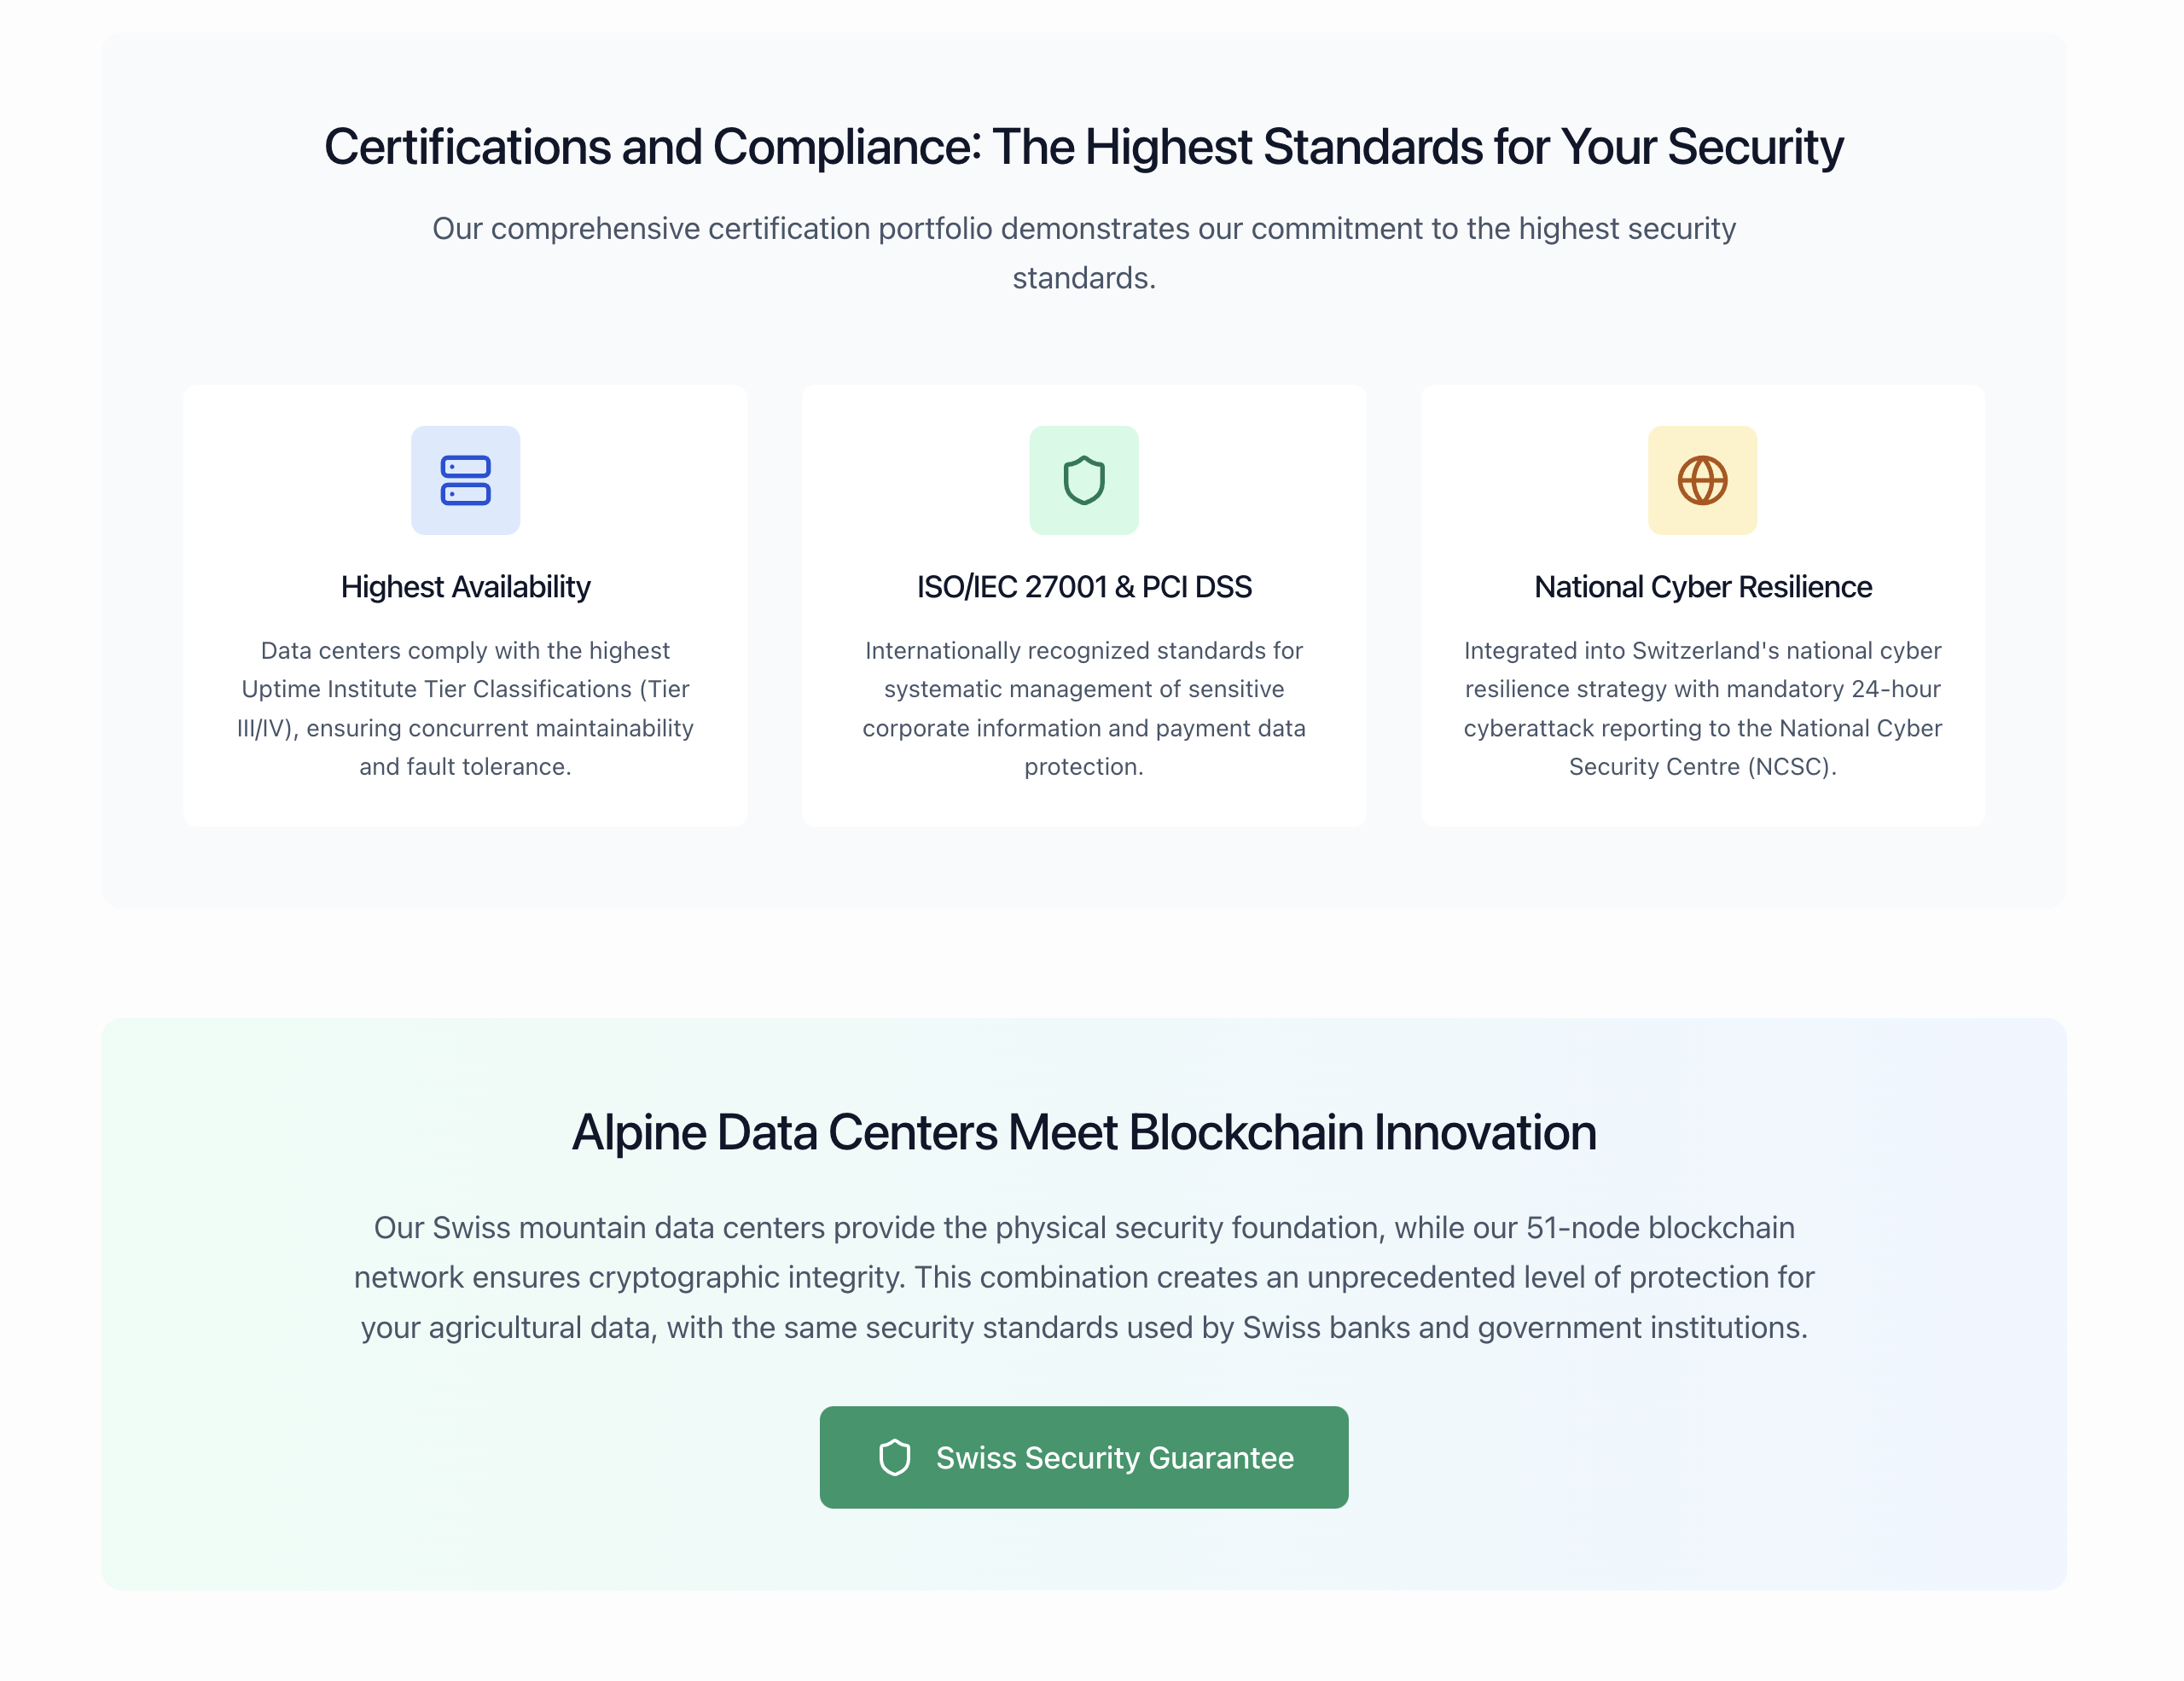 Certifications and Compliance: The Highest Standards for Your Security
Our comprehensive certification portfolio demonstrates our commitment to the highest security
standards.
Highest Availability
Data centers comply with the highest
Uptime Institute Tier Classifications (Tier
III/IV), ensuring concurrent maintainability
and fault tolerance.
ISO/IEC 27001 & PCI DSS
Internationally recognized standards for
systematic management of sensitive
corporate information and payment data
protection.
National Cyber Resilience
Integrated into Switzerland's national cyber
resilience strategy with mandatory 24-hour
cyberattack reporting to the National Cyber
Security Centre (NCSC).
Alpine Data Centers Meet Blockchain Innovation
Our Swiss mountain data centers provide the physical security foundation, while our 51-node blockchain
network ensures cryptographic integrity. This combination creates an unprecedented level of protection for
your agricultural data, with the same security standards used by Swiss banks and government institutions.
Swiss Security Guarantee